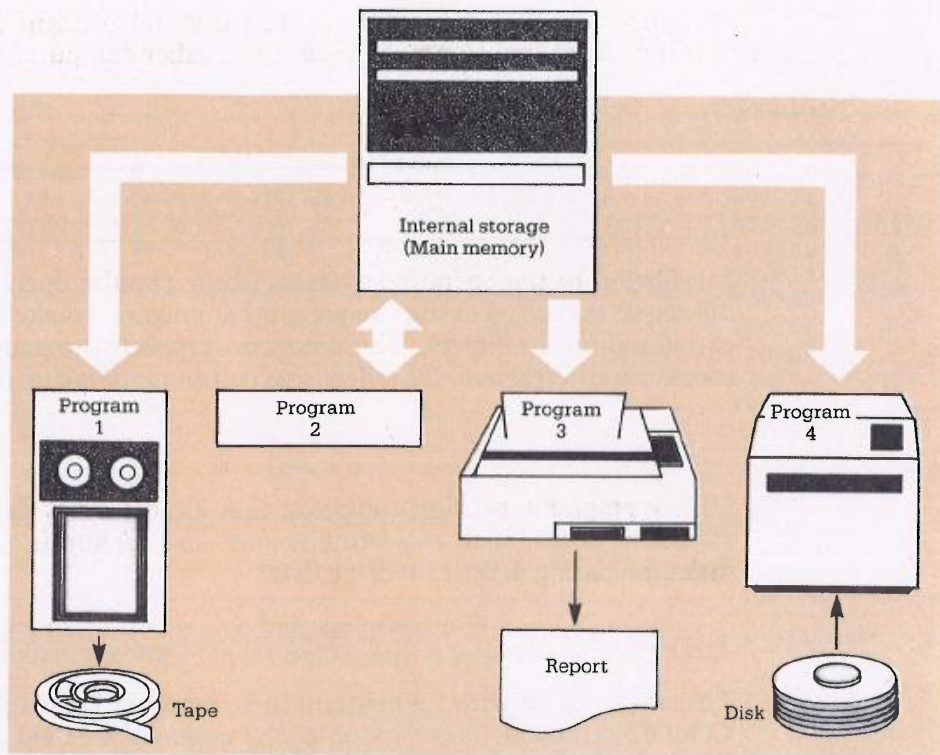 Internal storage
(Main memory)
Program
1
Program
2
Program
3
Program
4
Tape
Report
Disk